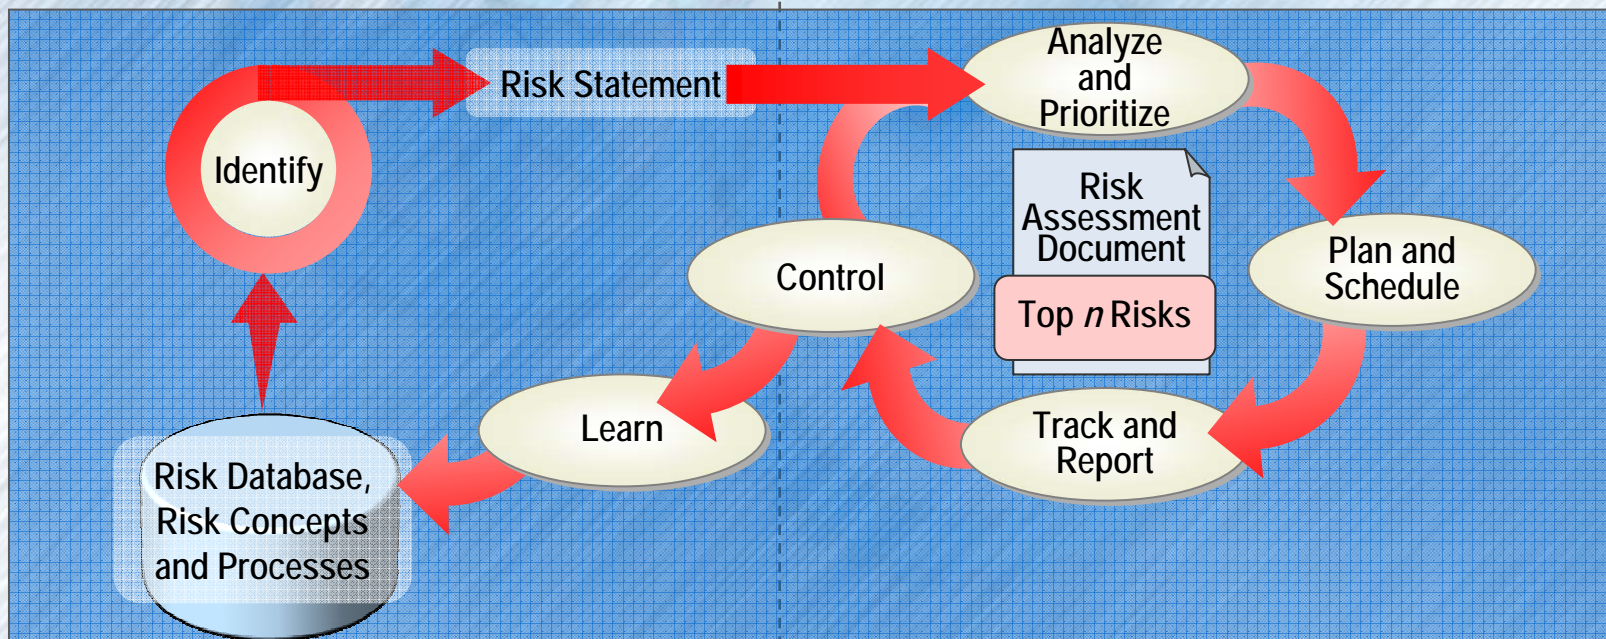 Identify
Risk Statement
Analyze
and
Prioritize
Risk
Assessment
Document
Top n Risks
Plan and
Schedule
Track and
Report
Control
Learn
Risk Database,
Risk Concepts
and Processes